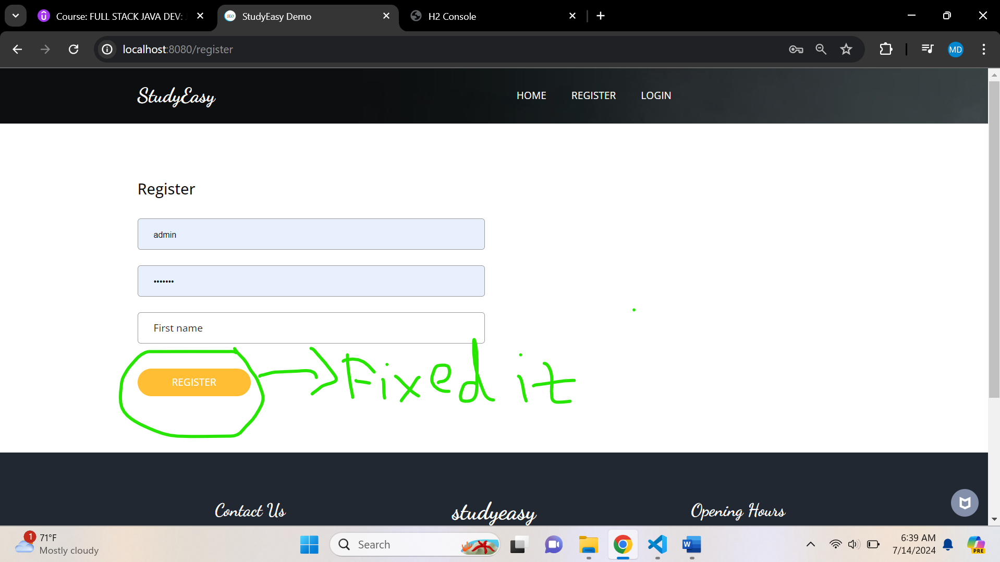 Course: FULL STACK JAVA DEV: J
StudyEasy Demo
H2 Console
localhost:8080/register
MD
StudyEasy
HOME
REGISTER
LOGIN
Register
admin
•••••••
First name
REGISTER
Fixed it
Contact Us
studyeasy
Opening Hours
1
71°F
Mostly cloudy
Search
W
6:39 AM
7/14/2024
PRE